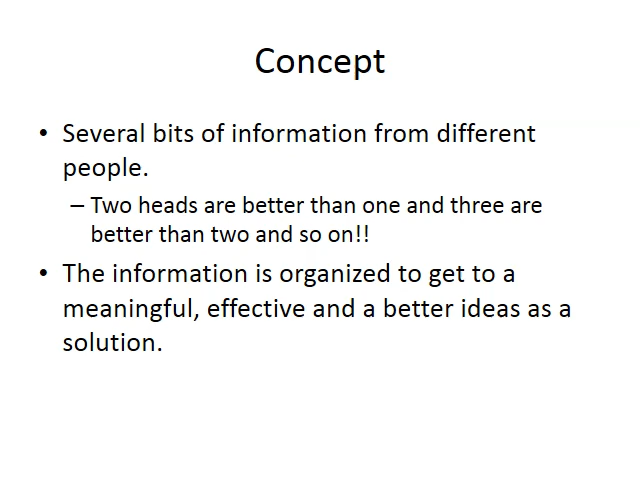 Concept
• Several bits of information from different
people.
– Two heads are better than one and three are
better than two and so on!!
• The information is organized to get to a
meaningful, effective and a better ideas as a
solution.